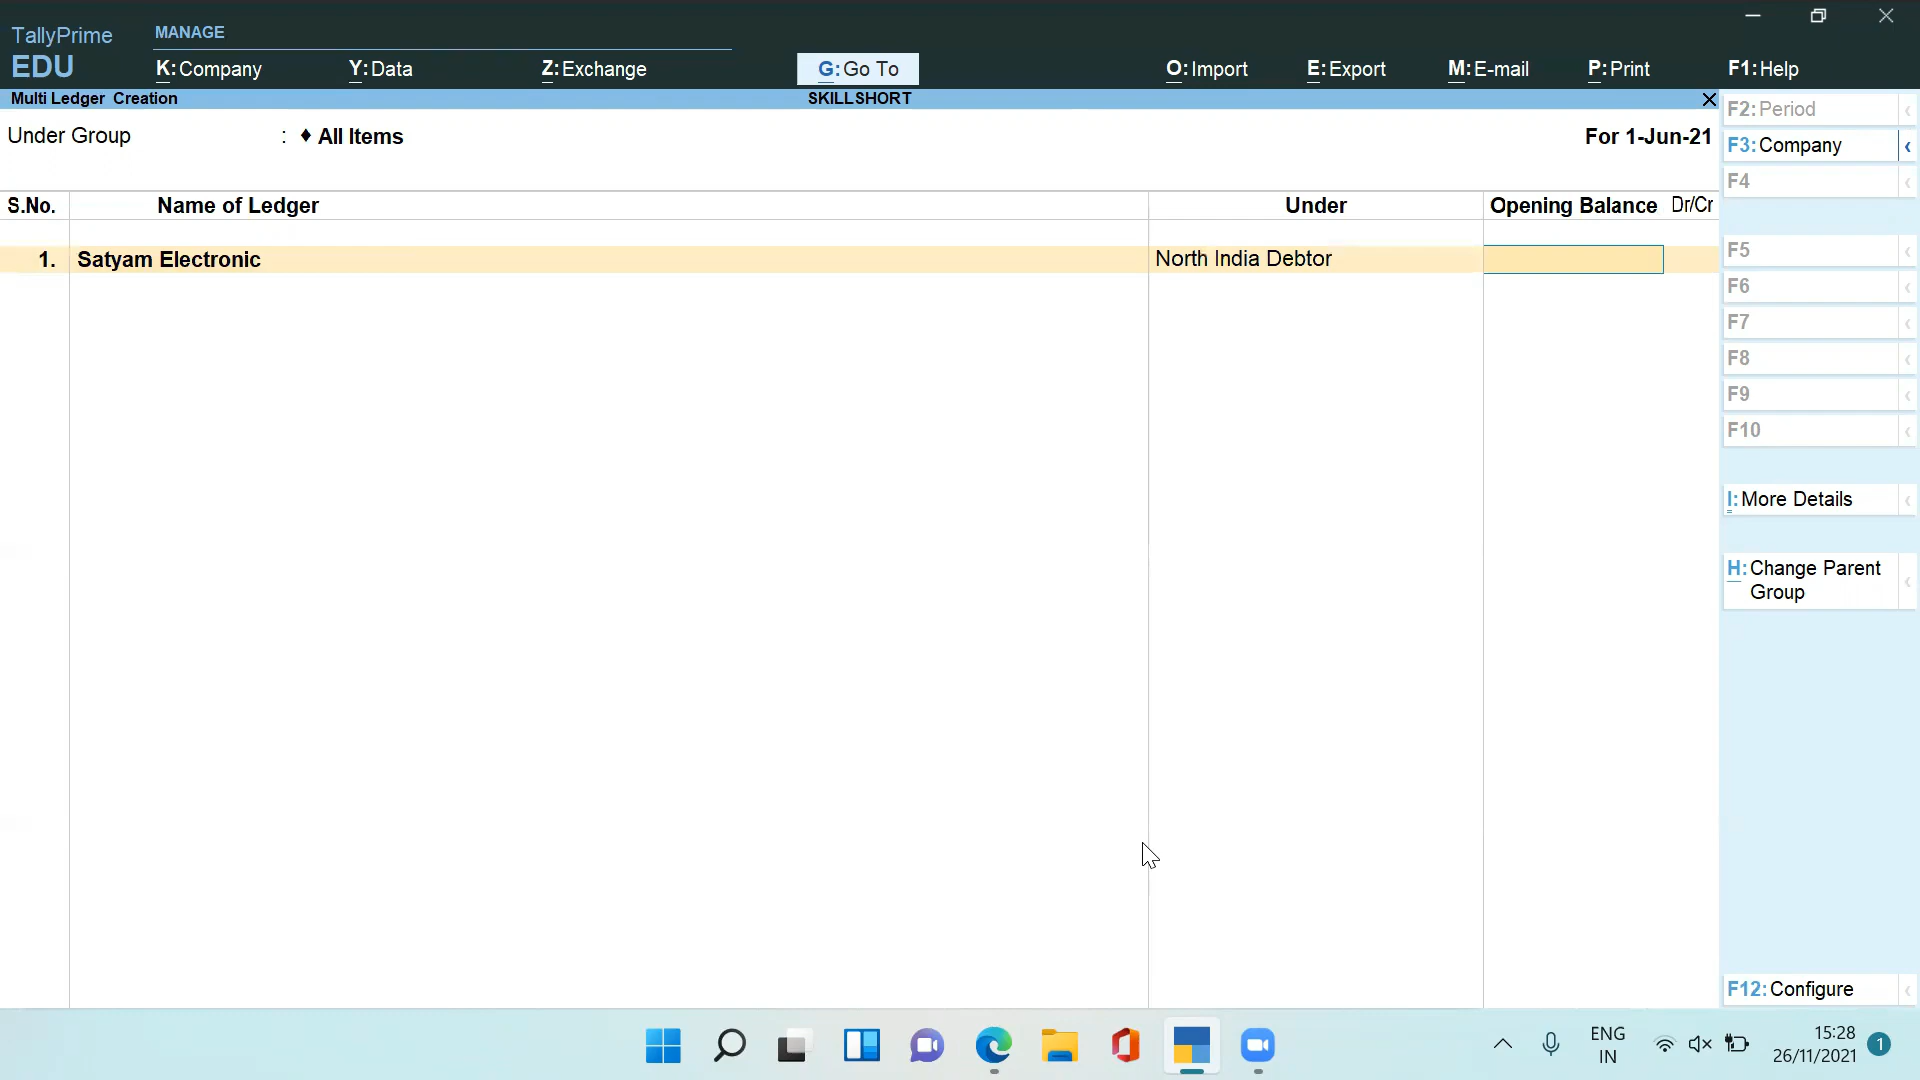 TallyPrime
EDU
MANAGE
K:Company
Y:Data
Z:Exchange
G:Go To
O:Import
E:Export
M:E-mail
P:Print
F1:Help
Multi Ledger Creation
SKILLSHORT
Under Group : ♦ All Items
For 1-Jun-21
S.No. Name of Ledger Under Opening Balance Dr/Cr
1. Satyam Electronic North India Debtor
F2:Period
F3:Company
F4
F5
F6
F7
F8
F9
F10
I:More Details
H:Change Parent
Group
F12:Configure
ENG
IN
15:28
26/11/2021
1